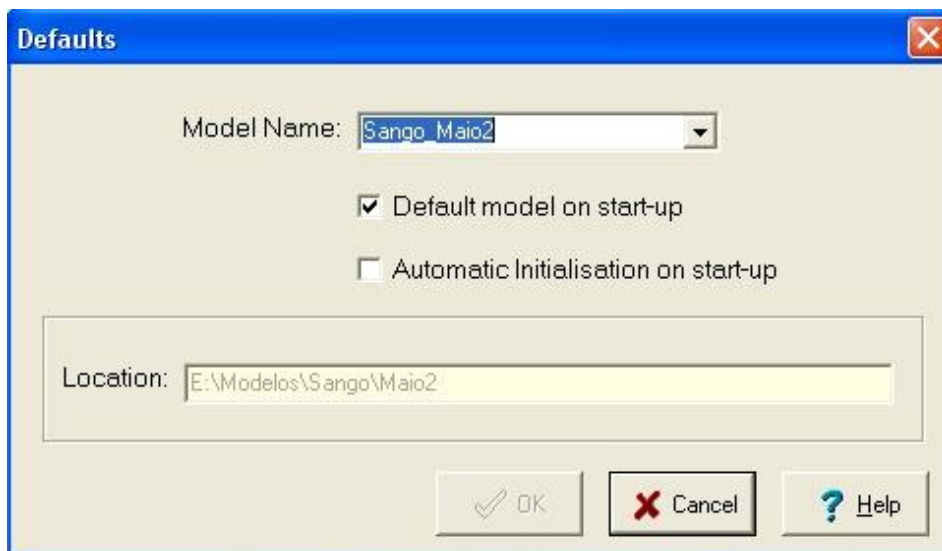 Defaults
Model Name: Sango_Maio2
Default model on start-up
Automatic Initialisation on start-up
Location: E:\Modelos\Sango\Maio2
OK Cancel Help